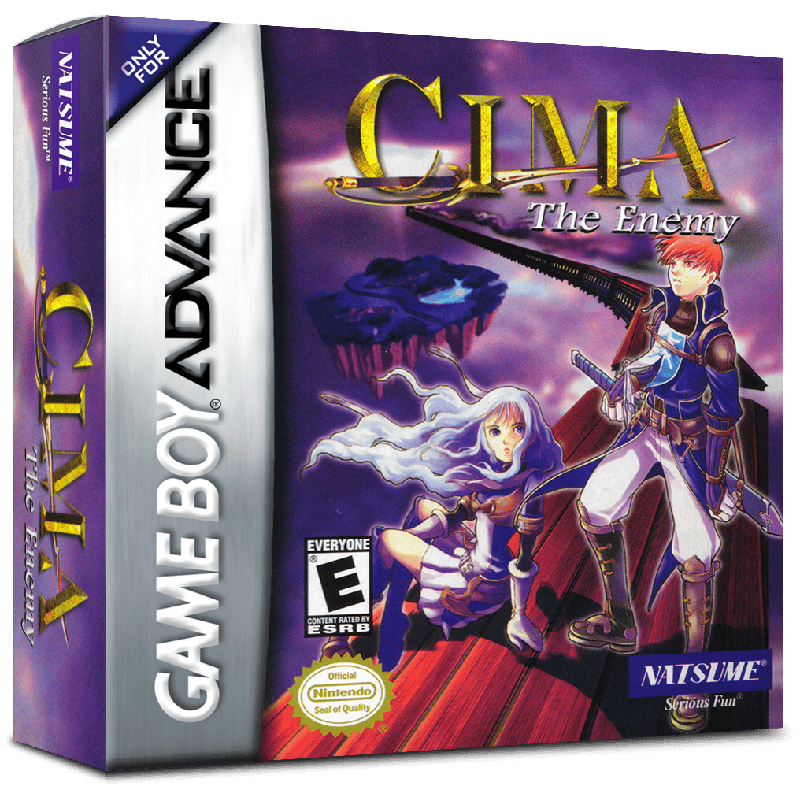 NATSUME®
Serious Fun™
CIMA
The Enemy
ONLY
FOR
GAME BOY ADVANCE
®
CIMA
The Enemy
EVERYONE
E
CONTENT RATED BY
ESRB
Official
Nintendo
Seal of Quality
®
NATSUME®
Serious Fun®